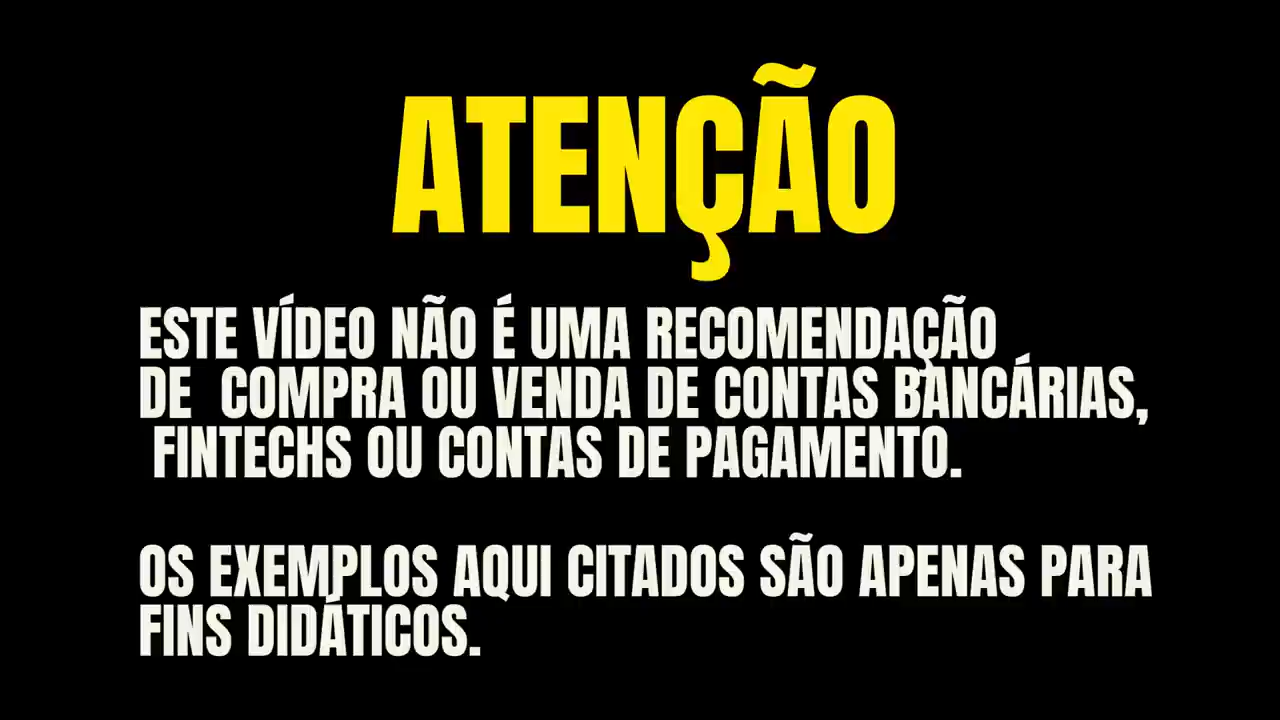 ATENÇÃO
ESTE VÍDEO NÃO É UMA RECOMENDAÇÃO
DE COMPRA OU VENDA DE CONTAS BANCÁRIAS,
FINTECHS OU CONTAS DE PAGAMENTO.
OS EXEMPLOS AQUI CITADOS SÃO APENAS PARA
FINS DIDÁTICOS.